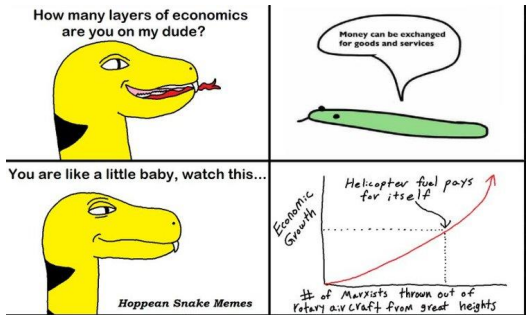 How many layers of economics
are you on my dude?
Money can be exchanged
for goods and services
You are like a little baby, watch this...
Hoppean Snake Memes
Economic
Growth
Helicopter fuel pays
for itself
# of Marxists thrown out of
rotary aircraft from great heights